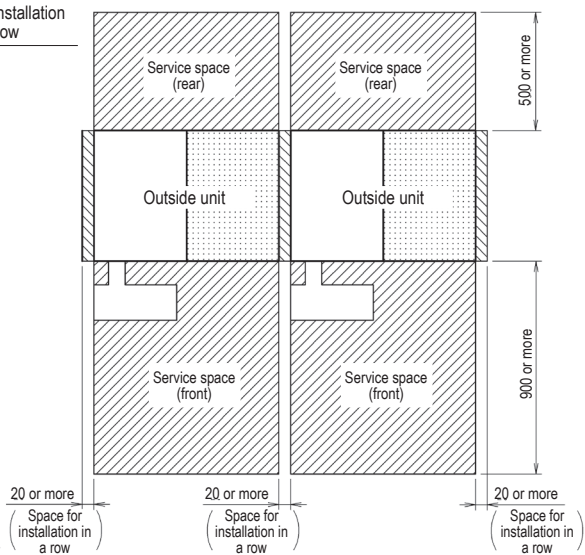 nstallation
ow
Service space
(rear)
Service space
(rear)
500 or more
Outside unit
Outside unit
900 or more
Service space
(front)
Service space
(front)
20 or more
(Space for
installation in
a row)
20 or more
(Space for
installation in
a row)
20 or more
(Space for
installation in
a row)